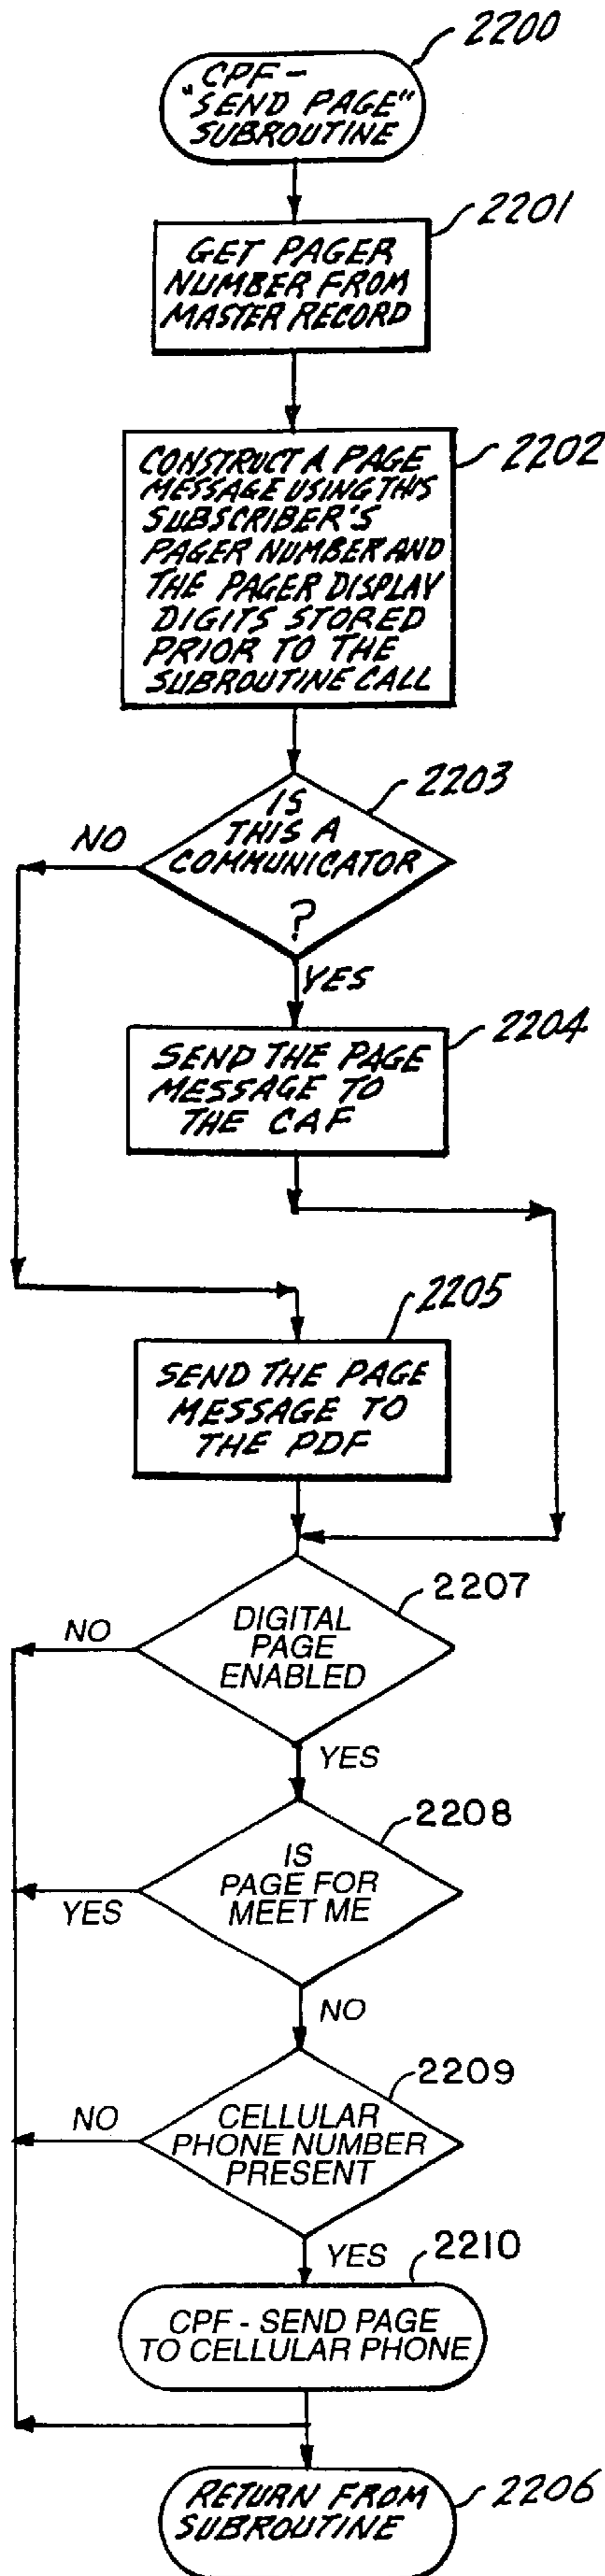 2200
"CPF-
SEND PAGE"
SUBROUTINE
2201
GET PAGER
NUMBER FROM
MASTER RECORD
2202
CONSTRUCT A PAGE
MESSAGE USING THIS
SUBSCRIBER'S
PAGER NUMBER AND
THE PAGER DISPLAY
DIGITS STORED
PRIOR TO THE
SUBROUTINE CALL
2203
IS
THIS A
COMMUNICATOR
?
NO
YES
2204
SEND THE PAGE
MESSAGE TO
THE CAF
2205
SEND THE PAGE
MESSAGE TO
THE PDF
2207
DIGITAL
PAGE
ENABLED
NO
YES
2208
IS
PAGE FOR
MEET ME
YES
NO
2209
CELLULAR
PHONE NUMBER
PRESENT
NO
YES
2210
CPF - SEND PAGE
TO CELLULAR PHONE
RETURN FROM
SUBROUTINE
2206